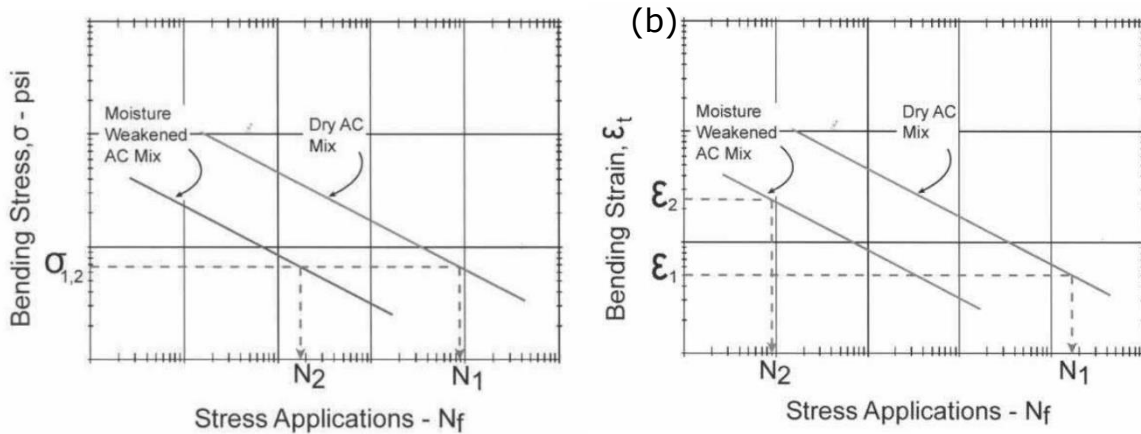 Bending Stress,σ - psi
Moisture
Weakened
AC Mix
Dry AC
Mix
σ1,2
N2
N1
Stress Applications - Nf
(b)
Bending Strain, εt
Moisture
Weakened
AC Mix
Dry AC
Mix
ε2
ε1
N2
N1
Stress Applications - Nf